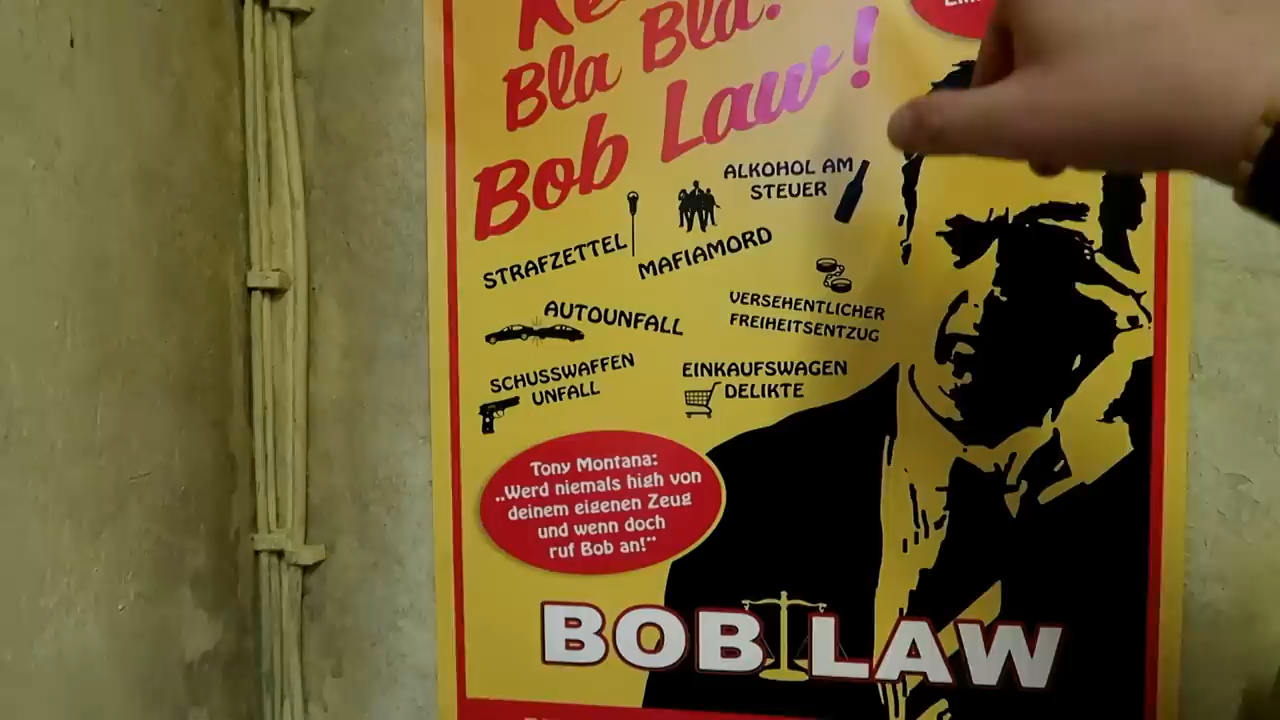 Bla Bla.
Bob Law!
ALKOHOL AM
STEUER
STRAFZETTEL
MAFIAMORD
AUTOUNFALL
VERSEHENTLICHER
FREIHEITSENTZUG
SCHUSSWAFFEN
UNFALL
EINKAUFSWAGEN
DELIKTE
Tony Montana:
„Werd niemals high von
deinem eigenen Zeug
und wenn doch
ruf Bob an!“
BOB LAW